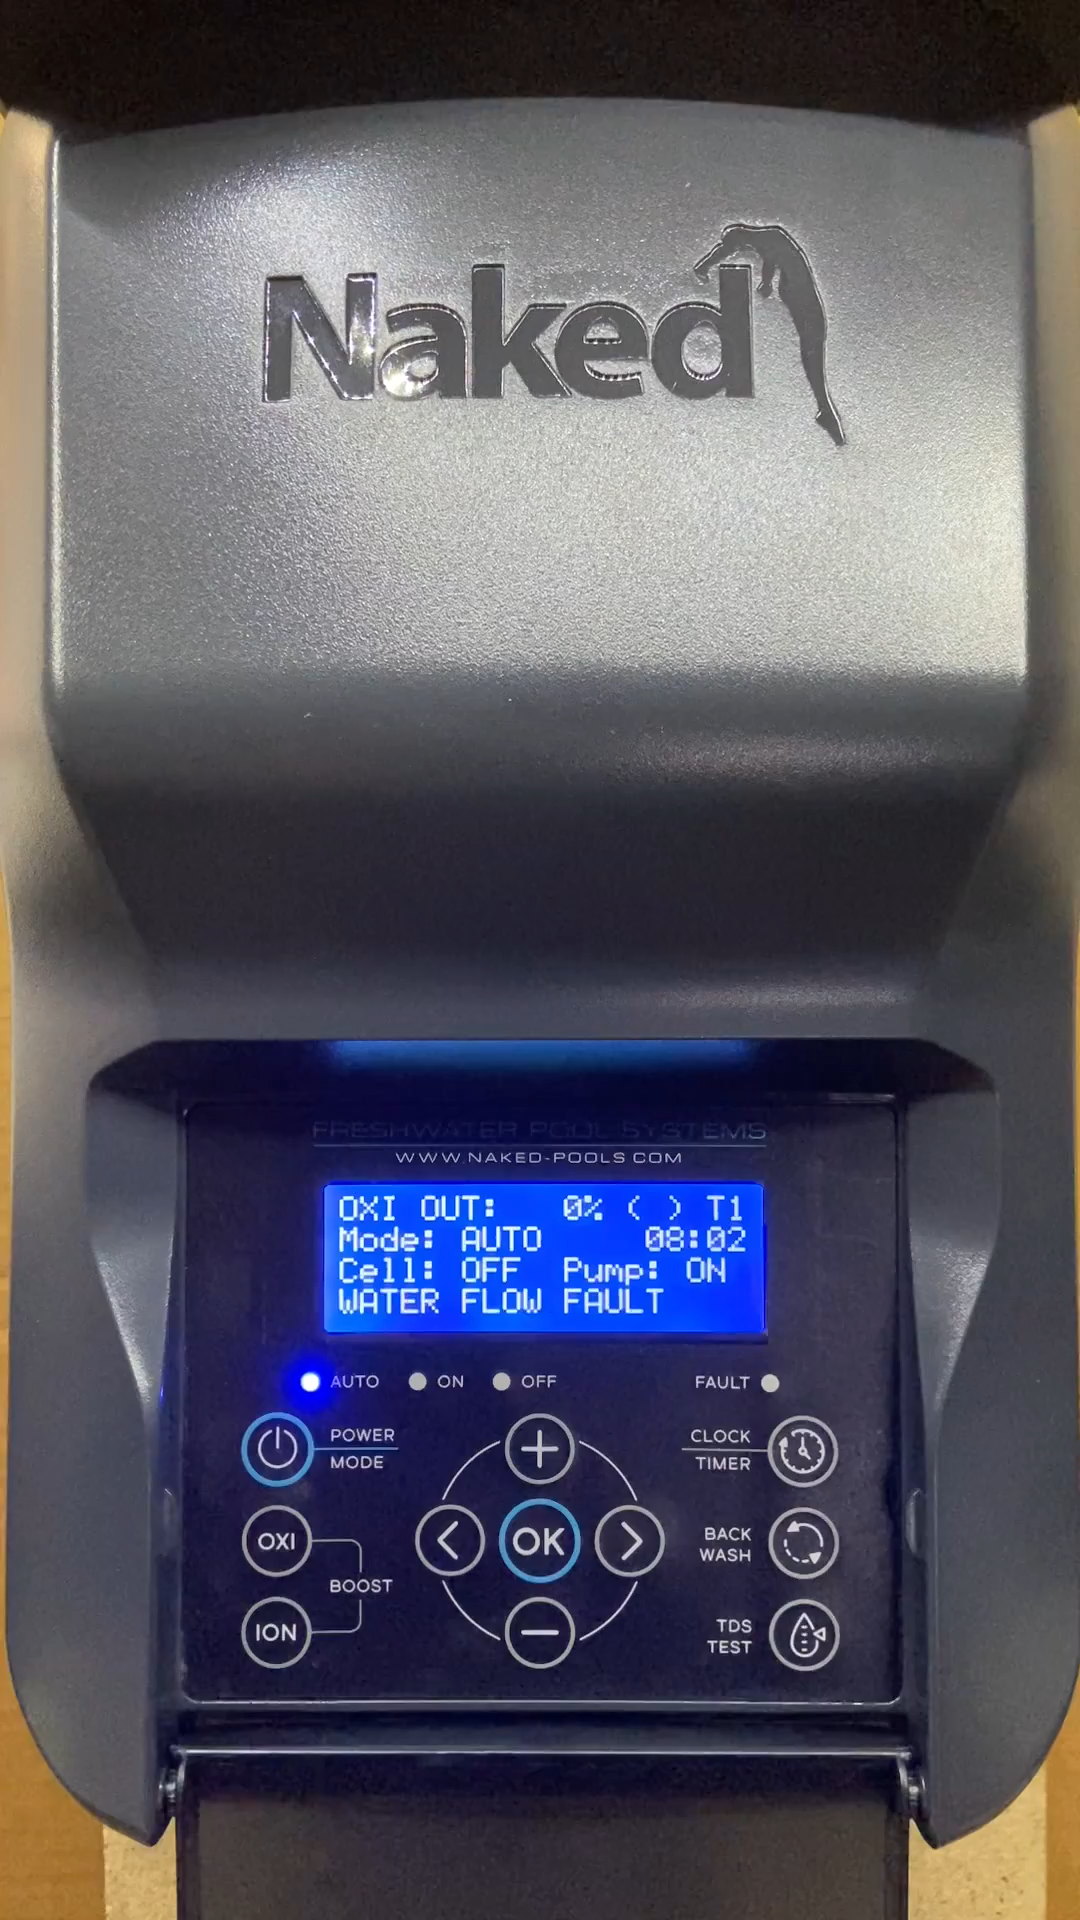 Naked
FRESHWATER POOL SYSTEMS
WWW.NAKED-POOLS.COM
OXI OUT: 0% ( ) T1
Mode: AUTO 08:02
Cell: OFF Pump: ON
WATER FLOW FAULT
AUTO ON OFF FAULT
POWER
MODE
CLOCK
TIMER
OXI
OK
BACK
WASH
BOOST
ION
TDS
TEST